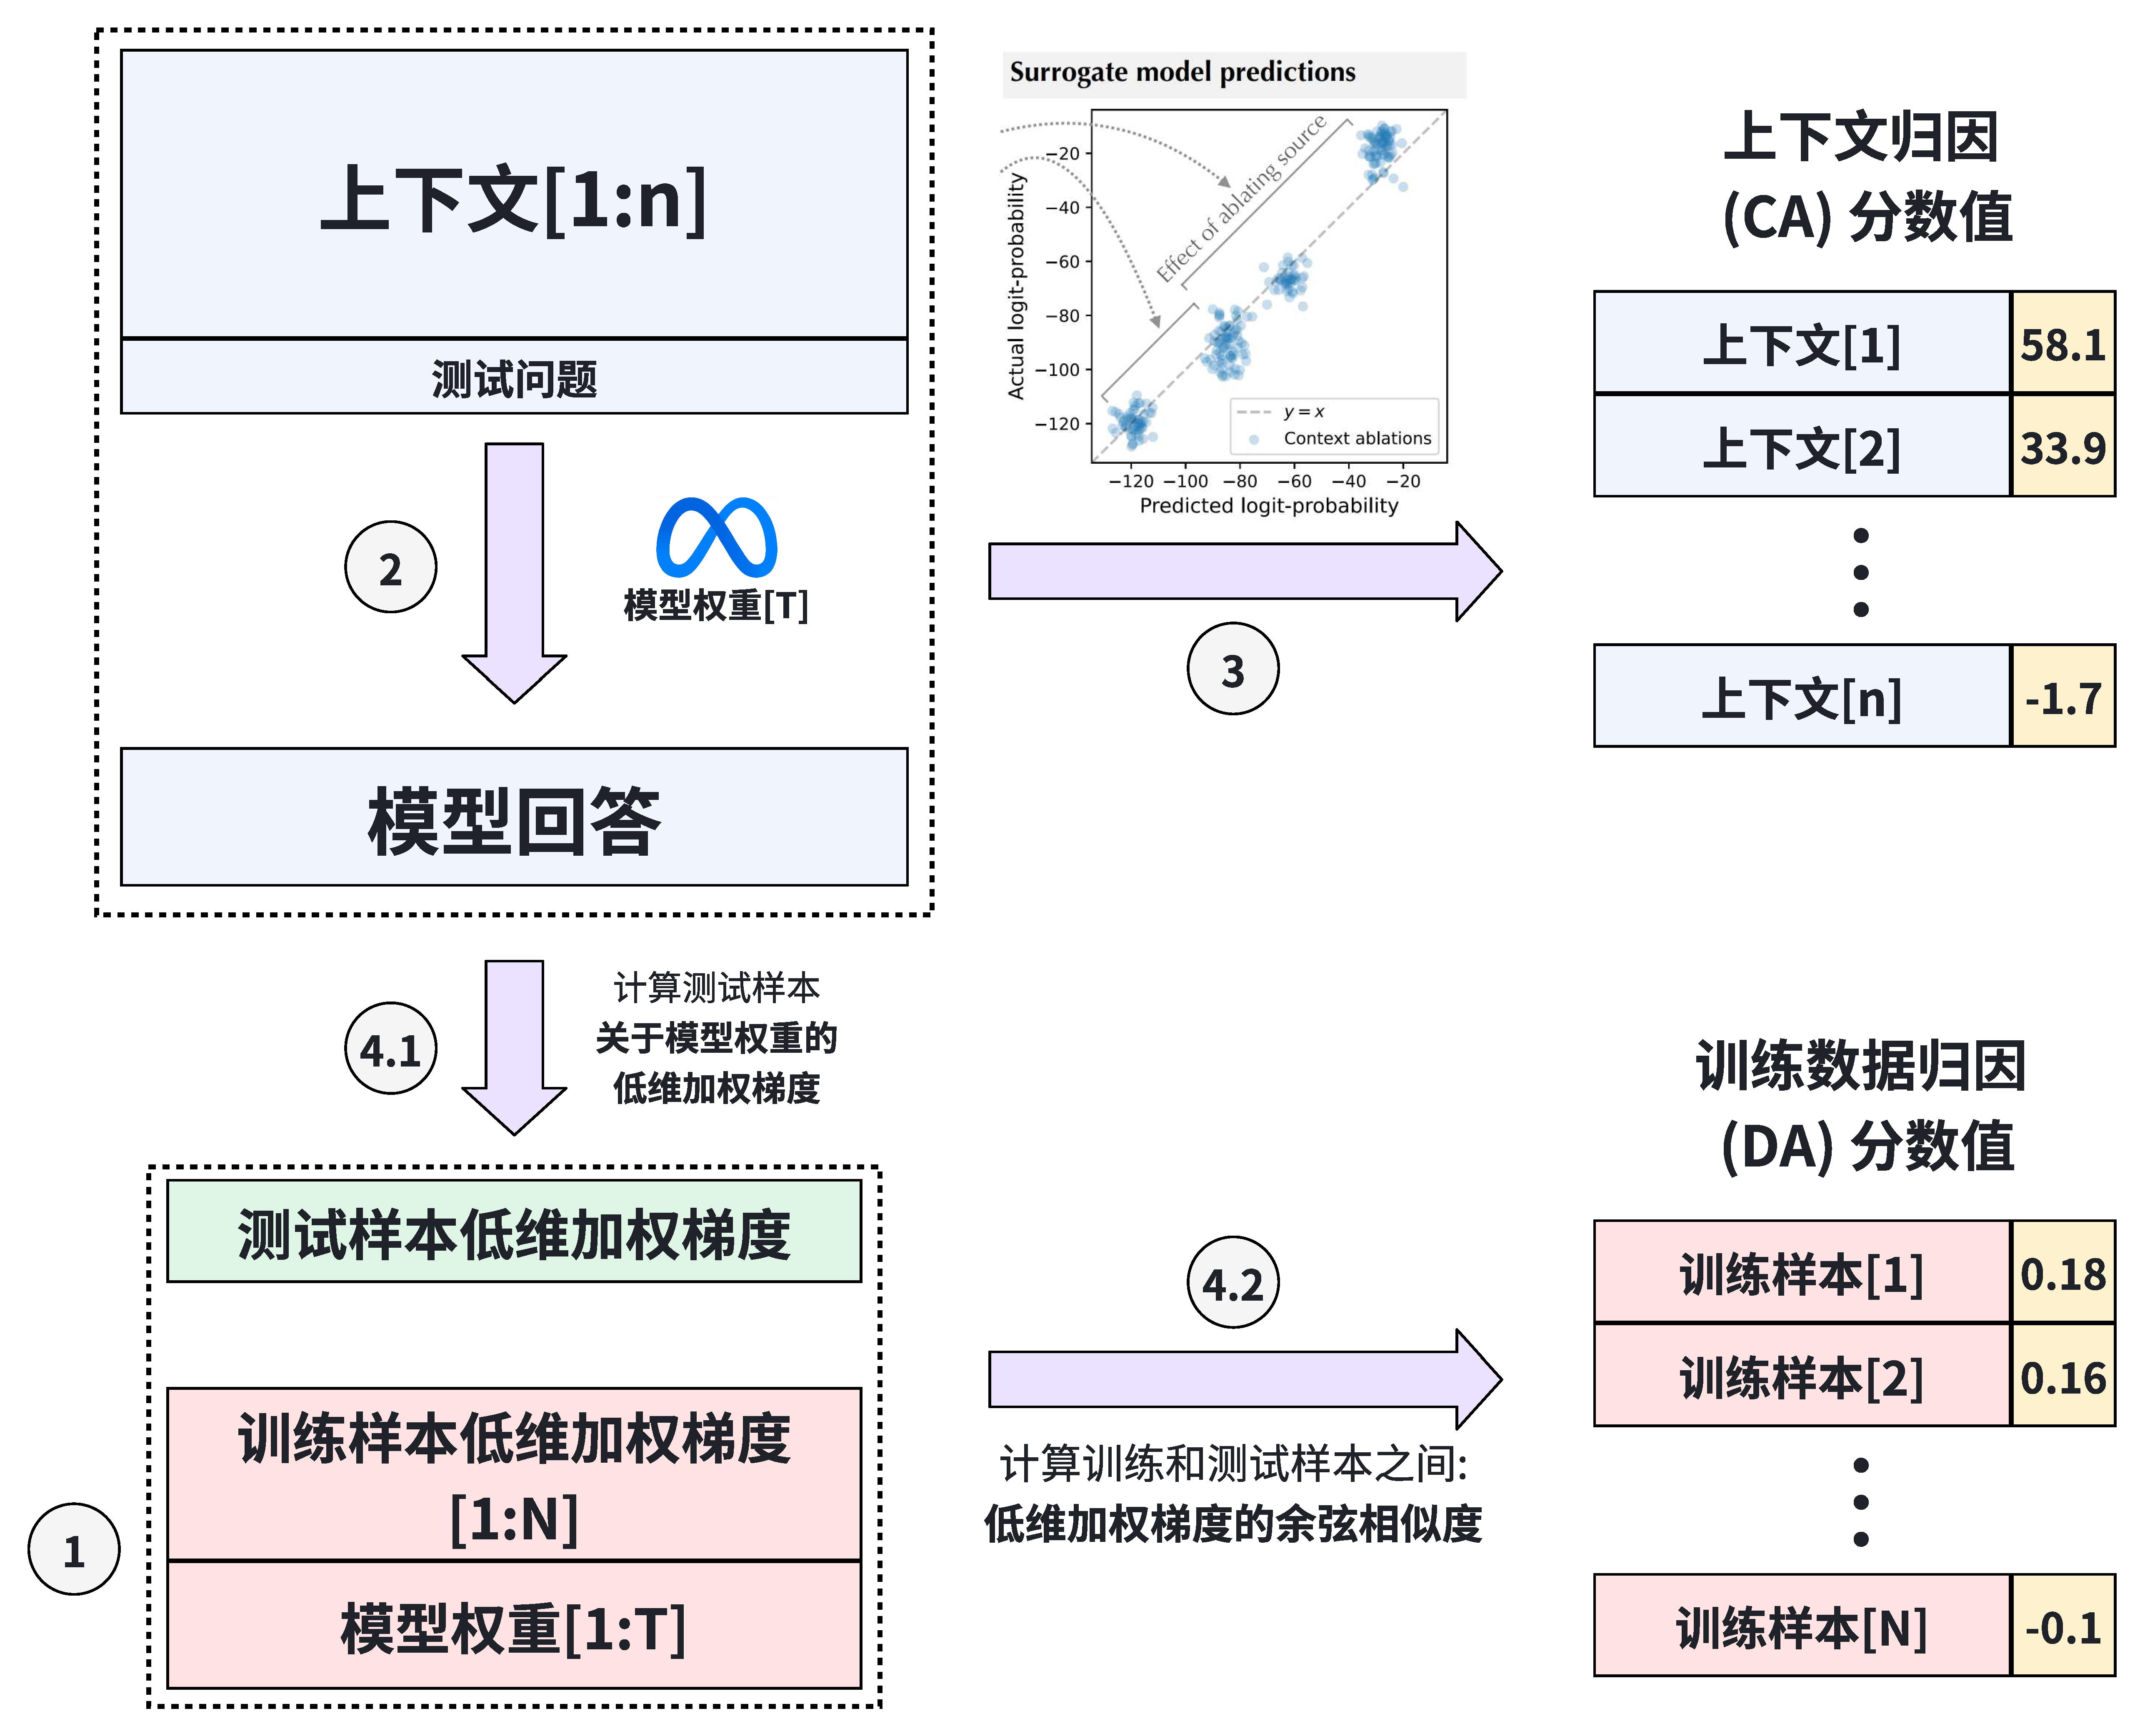 上下文[1:n]
测试问题
2
模型权重[T]
模型回答
Surrogate model predictions
Effect of ablating source
Actual logit-probability
−20
−40
−60
−80
−100
−120
y = x
Context ablations
−120 −100 −80 −60 −40 −20
Predicted logit-probability
3
上下文归因
(CA) 分数值
上下文[1] 58.1
上下文[2] 33.9
上下文[n] -1.7
4.1
计算测试样本
关于模型权重的
低维加权梯度
测试样本低维加权梯度
训练样本低维加权梯度
[1:N]
1
模型权重[1:T]
4.2
计算训练和测试样本之间:
低维加权梯度的余弦相似度
训练数据归因
(DA) 分数值
训练样本[1] 0.18
训练样本[2] 0.16
训练样本[N] -0.1